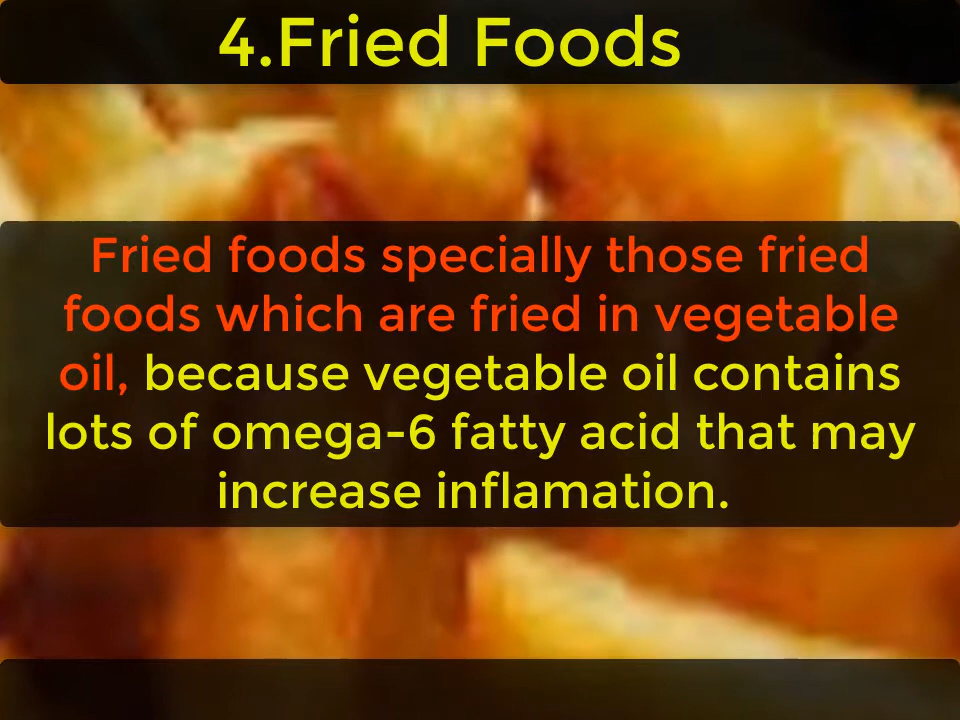 4.Fried Foods
Fried foods specially those fried
foods which are fried in vegetable
oil, because vegetable oil contains
lots of omega-6 fatty acid that may
increase inflamation.